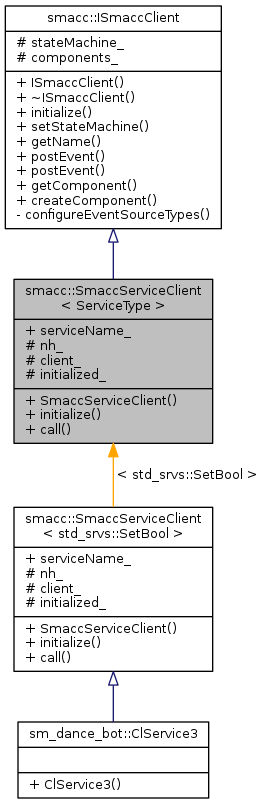 smacc::ISmaccClient
# stateMachine_
# components_
+ ISmaccClient()
+ ~ISmaccClient()
+ initialize()
+ setStateMachine()
+ getName()
+ postEvent()
+ postEvent()
+ getComponent()
+ createComponent()
- configureEventSourceTypes()
smacc::SmaccServiceClient
< ServiceType >
+ serviceName_
# nh_
# client_
# initialized_
+ SmaccServiceClient()
+ initialize()
+ call()
< std_srvs::SetBool >
smacc::SmaccServiceClient
< std_srvs::SetBool >
+ serviceName_
# nh_
# client_
# initialized_
+ SmaccServiceClient()
+ initialize()
+ call()
sm_dance_bot::ClService3
+ ClService3()